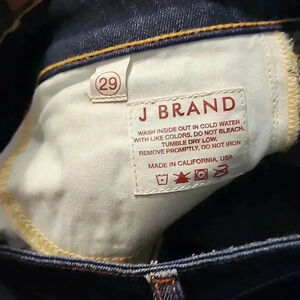 29
J BRAND
WASH INSIDE OUT IN COLD WATER
WITH LIKE COLORS, DO NOT BLEACH.
TUMBLE DRY LOW.
REMOVE PROMPTLY, DO NOT IRON
MADE IN CALIFORNIA, USA